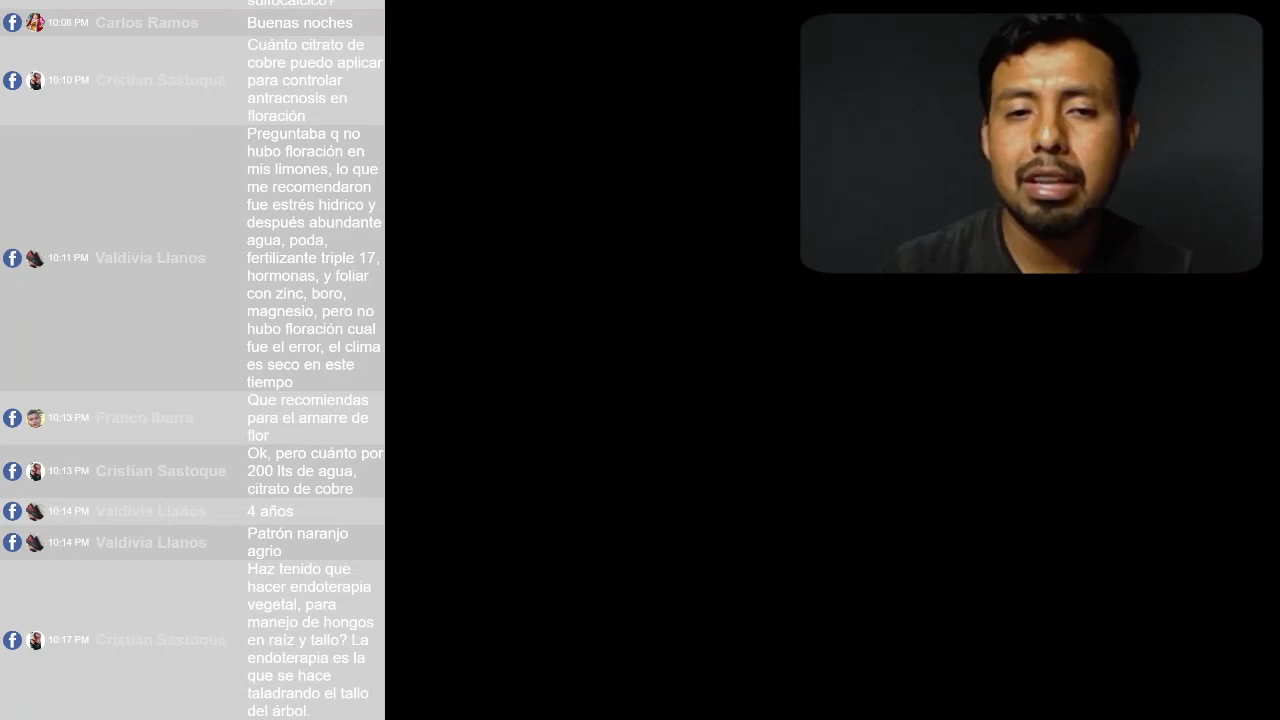 sulfocálcico?
10:08 PM Carlos Ramos Buenas noches
Cuánto citrato de
cobre puedo aplicar
10:10 PM Cristian Sastoque para controlar
antracnosis en
floración
Preguntaba q no
hubo floración en
mis limones, lo que
me recomendaron
fue estrés hidrico y
después abundante
agua, poda,
10:11 PM Valdivia Llanos fertilizante triple 17,
hormonas, y foliar
con zinc, boro,
magnesio, pero no
hubo floración cual
fue el error, el clima
es seco en este
tiempo
Que recomiendas
10:13 PM Franco Ibarra para el amarre de
flor
Ok, pero cuánto por
10:13 PM Cristian Sastoque 200 lts de agua,
citrato de cobre
10:14 PM Valdivia Llanos 4 años
Patrón naranjo
10:14 PM Valdivia Llanos agrio
Haz tenido que
hacer endoterapia
vegetal, para
manejo de hongos
10:17 PM Cristian Sastoque en raíz y tallo? La
endoterapia es la
que se hace
taladrando el tallo
del árbol.